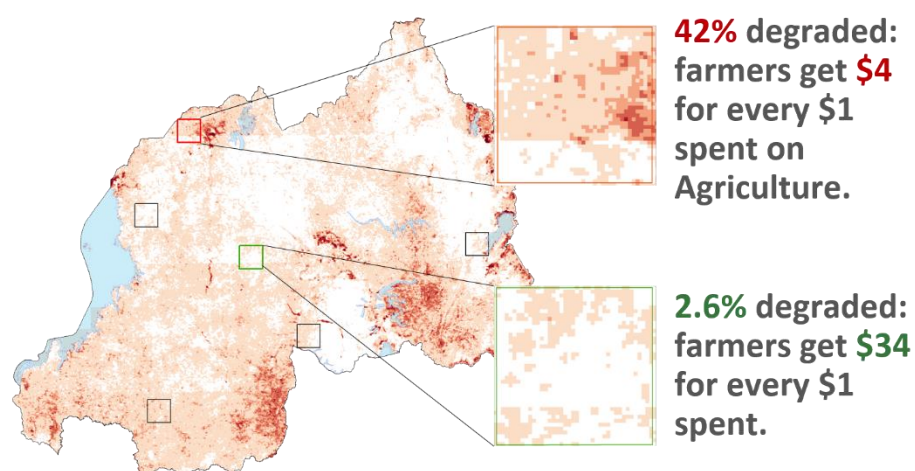 42% degraded:
farmers get $4
for every $1
spent on
Agriculture.
2.6% degraded:
farmers get $34
for every $1
spent.